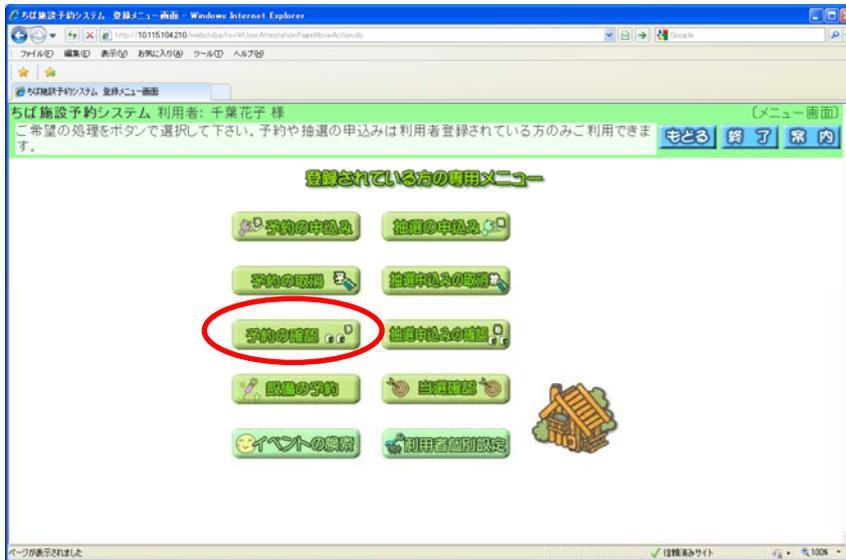 ちば施設予約システム 登録メニュー画面 - Windows Internet Explorer
http://10.115.104.210/webchiba/rsvWUserAttestationPageMoveAction.do
Google
ファイル(F) 編集(E) 表示(V) お気に入り(A) ツール(T) ヘルプ(H)
ちば施設予約システム 登録メニュー画面
ちば施設予約システム 利用者: 千葉花子 様 (メニュー画面)
ご希望の処理をボタンで選択して下さい。予約や抽選の申込みは利用者登録されている方のみご利用できま
す。
もどる 終 了 案 内
登録されている方の専用メニュー
予約の申込み 抽選の申込み
予約の取消 抽選申込みの取消
予約の確認 抽選申込みの確認
設備の予約 当選確認
イベントの検索 利用者個別設定
ページが表示されました 信頼済みサイト 100%